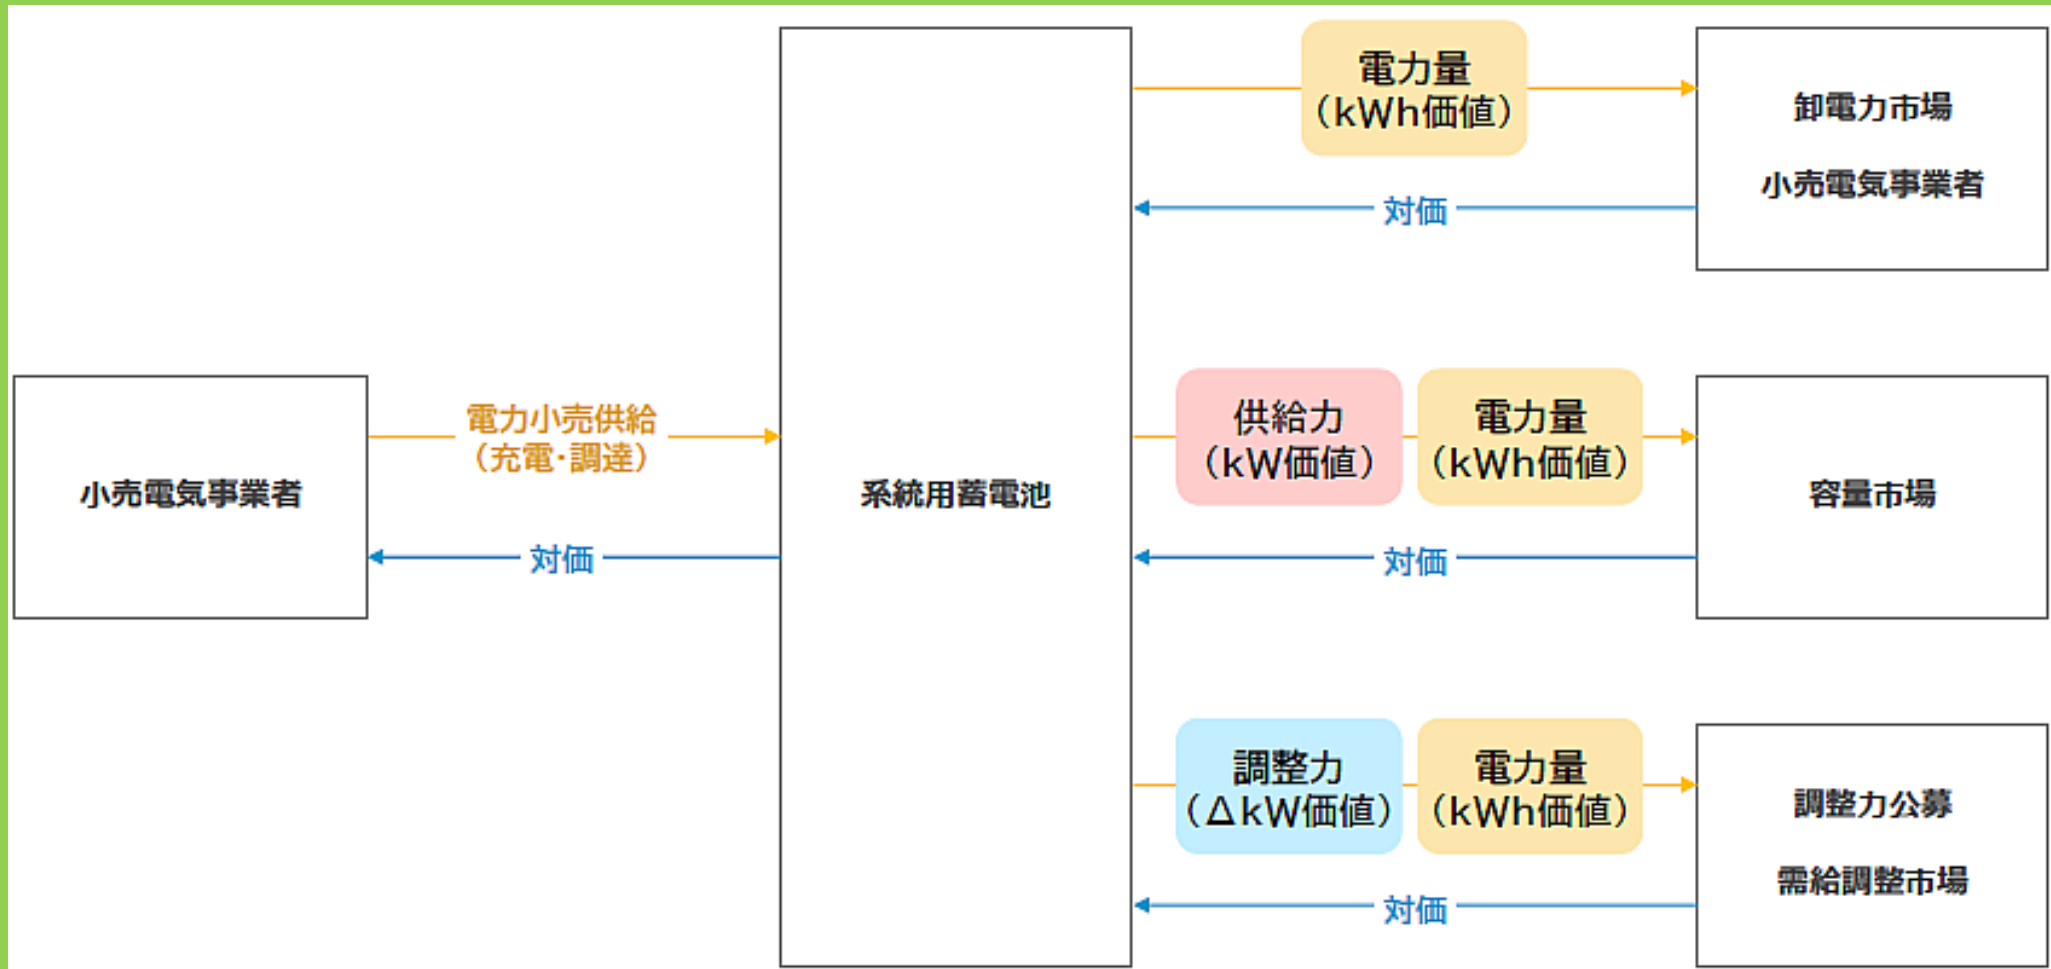 電力量
（kWh価値）
卸電力市場
小売電気事業者
対価
小売電気事業者
電力小売供給
（充電・調達）
対価
系統用蓄電池
供給力
（kW価値）
電力量
（kWh価値）
容量市場
対価
調整力
（ΔkW価値）
電力量
（kWh価値）
調整力公募
需給調整市場
対価